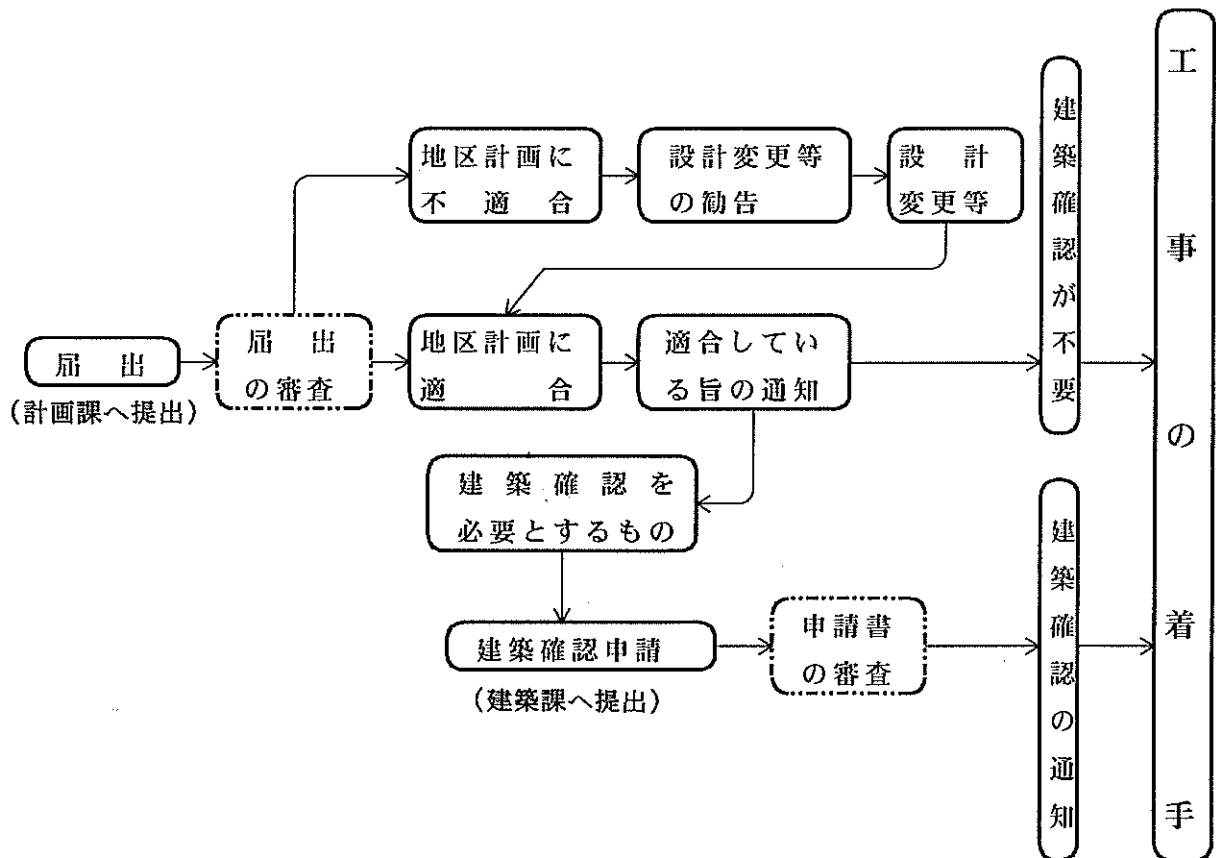 届出
(計画課へ提出)
届出
の審査
地区計画に
不適合
設計変更等
の勧告
設計
変更等
地区計画に
適合
適合してい
る旨の通知
建築確認が不要
建築確認を
必要とするもの
建築確認申請
(建築課へ提出)
申請書
の審査
建築確認の通知
工事の着手